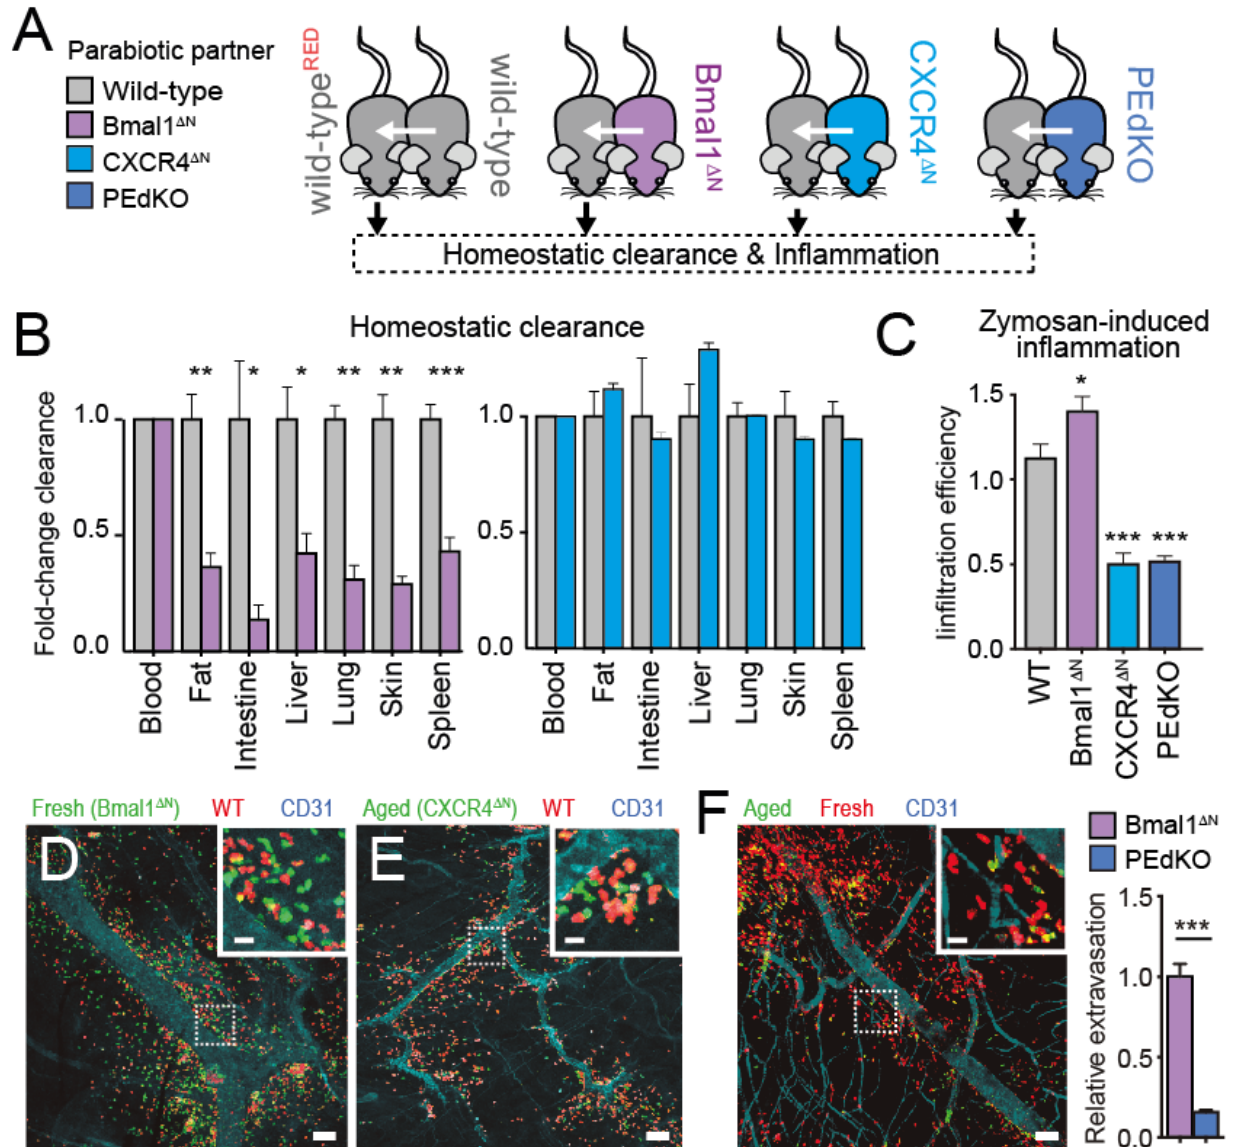 A
Parabiotic partner
Wild-type
Bmal1ΔN
CXCR4ΔN
PEdKO
wild-typeRED
wild-type
Bmal1ΔN
CXCR4ΔN
PEdKO
Homeostatic clearance & Inflammation
B
Homeostatic clearance
Fold-change clearance
1.0
0.5
0.0
** * * ** ** ***
Blood
Fat
Intestine
Liver
Lung
Skin
Spleen
1.0
0.5
0.0
Blood
Fat
Intestine
Liver
Lung
Skin
Spleen
C
Zymosan-induced
inflammation
Iinfiltration efficiency
1.5
1.0
0.5
0.0
*
*** ***
WT
Bmal1ΔN
CXCR4ΔN
PEdKO
Fresh (Bmal1ΔN) WT CD31
D
Aged (CXCR4ΔN) WT CD31
E
F
Aged Fresh CD31
Bmal1ΔN
PEdKO
Relative extravasation
1.5
1.0
0.5
0.0
***